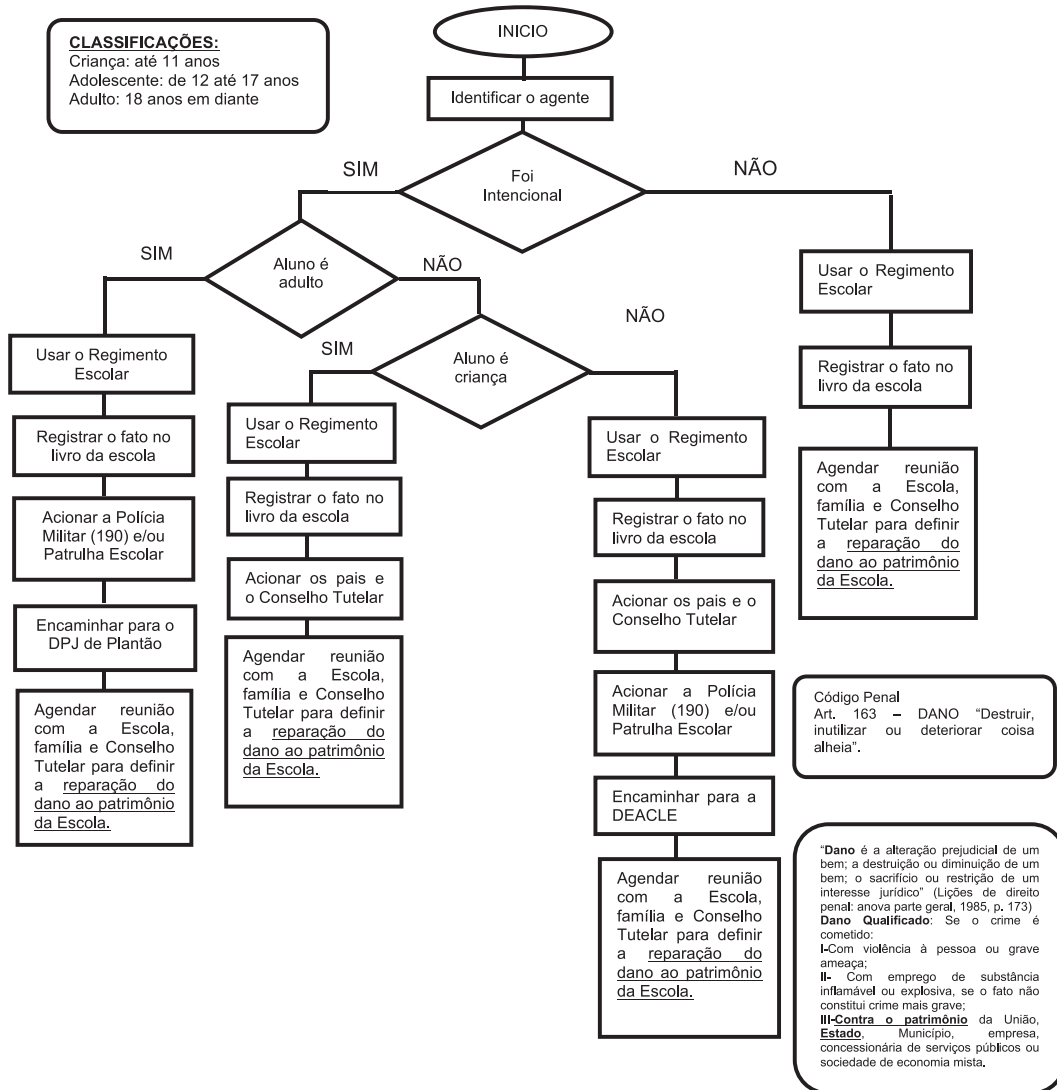 CLASSIFICAÇÕES:
Criança: até 11 anos
Adolescente: de 12 até 17 anos
Adulto: 18 anos em diante
INICIO
Identificar o agente
Foi
Intencional
SIM
NÃO
Aluno é
adulto
SIM
NÃO
Aluno é
criança
SIM
NÃO
Usar o Regimento
Escolar
Registrar o fato no
livro da escola
Acionar a Polícia
Militar (190) e/ou
Patrulha Escolar
Encaminhar para o
DPJ de Plantão
Agendar reunião
com a Escola,
família e Conselho
Tutelar para definir
a reparação do
dano ao patrimônio
da Escola.
Usar o Regimento
Escolar
Registrar o fato no
livro da escola
Acionar os pais e
o Conselho Tutelar
Agendar reunião
com a Escola,
família e Conselho
Tutelar para definir
a reparação do
dano ao patrimônio
da Escola.
Usar o Regimento
Escolar
Registrar o fato no
livro da escola
Acionar os pais e o
Conselho Tutelar
Acionar a Polícia
Militar (190) e/ou
Patrulha Escolar
Encaminhar para a
DEACLE
Agendar reunião
com a Escola,
família e Conselho
Tutelar para definir
a reparação do
dano ao patrimônio
da Escola.
Usar o Regimento
Escolar
Registrar o fato no
livro da escola
Agendar reunião
com a Escola,
família e Conselho
Tutelar para definir
a reparação do
dano ao patrimônio
da Escola.
Código Penal
Art. 163 – DANO “Destruir,
inutilizar ou deteriorar coisa
alheia”.
“Dano é a alteração prejudicial de um
bem; a destruição ou diminuição de um
bem; o sacrifício ou restrição de um
interesse jurídico” (Lições de direito
penal: anova parte geral, 1985, p. 173)
Dano Qualificado: Se o crime é
cometido:
I-Com violência à pessoa ou grave
ameaça;
II- Com emprego de substância
inflamável ou explosiva, se o fato não
constitui crime mais grave;
III-Contra o patrimônio da União,
Estado, Município, empresa,
concessionária de serviços públicos ou
sociedade de economia mista.